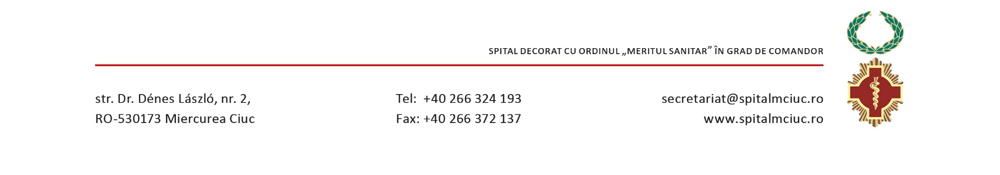 SPITAL DECORAT CU ORDINUL „MERITUL SANITAR” ÎN GRAD DE COMANDOR
str. Dr. Dénes László, nr. 2,
RO-530173 Miercurea Ciuc
Tel: +40 266 324 193
Fax: +40 266 372 137
secretariat@spitalmciuc.ro
www.spitalmciuc.ro